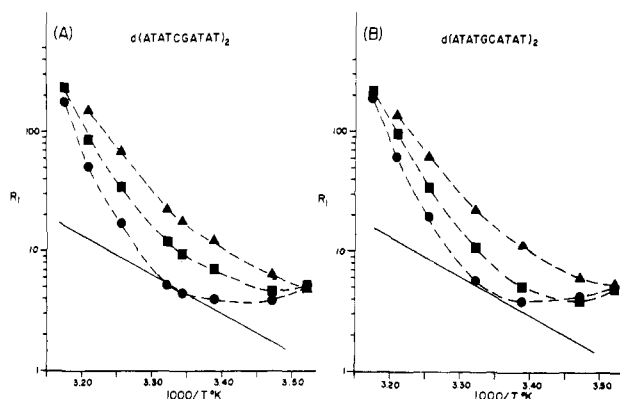 (A)
d(ATATCGATAT)₂
100
R₁
10
1
3.20
3.30
3.40
3.50
1000/T°K
(B)
d(ATATGCATAT)₂
100
R₁
10
1
3.20
3.30
3.40
3.50
1000/T°K